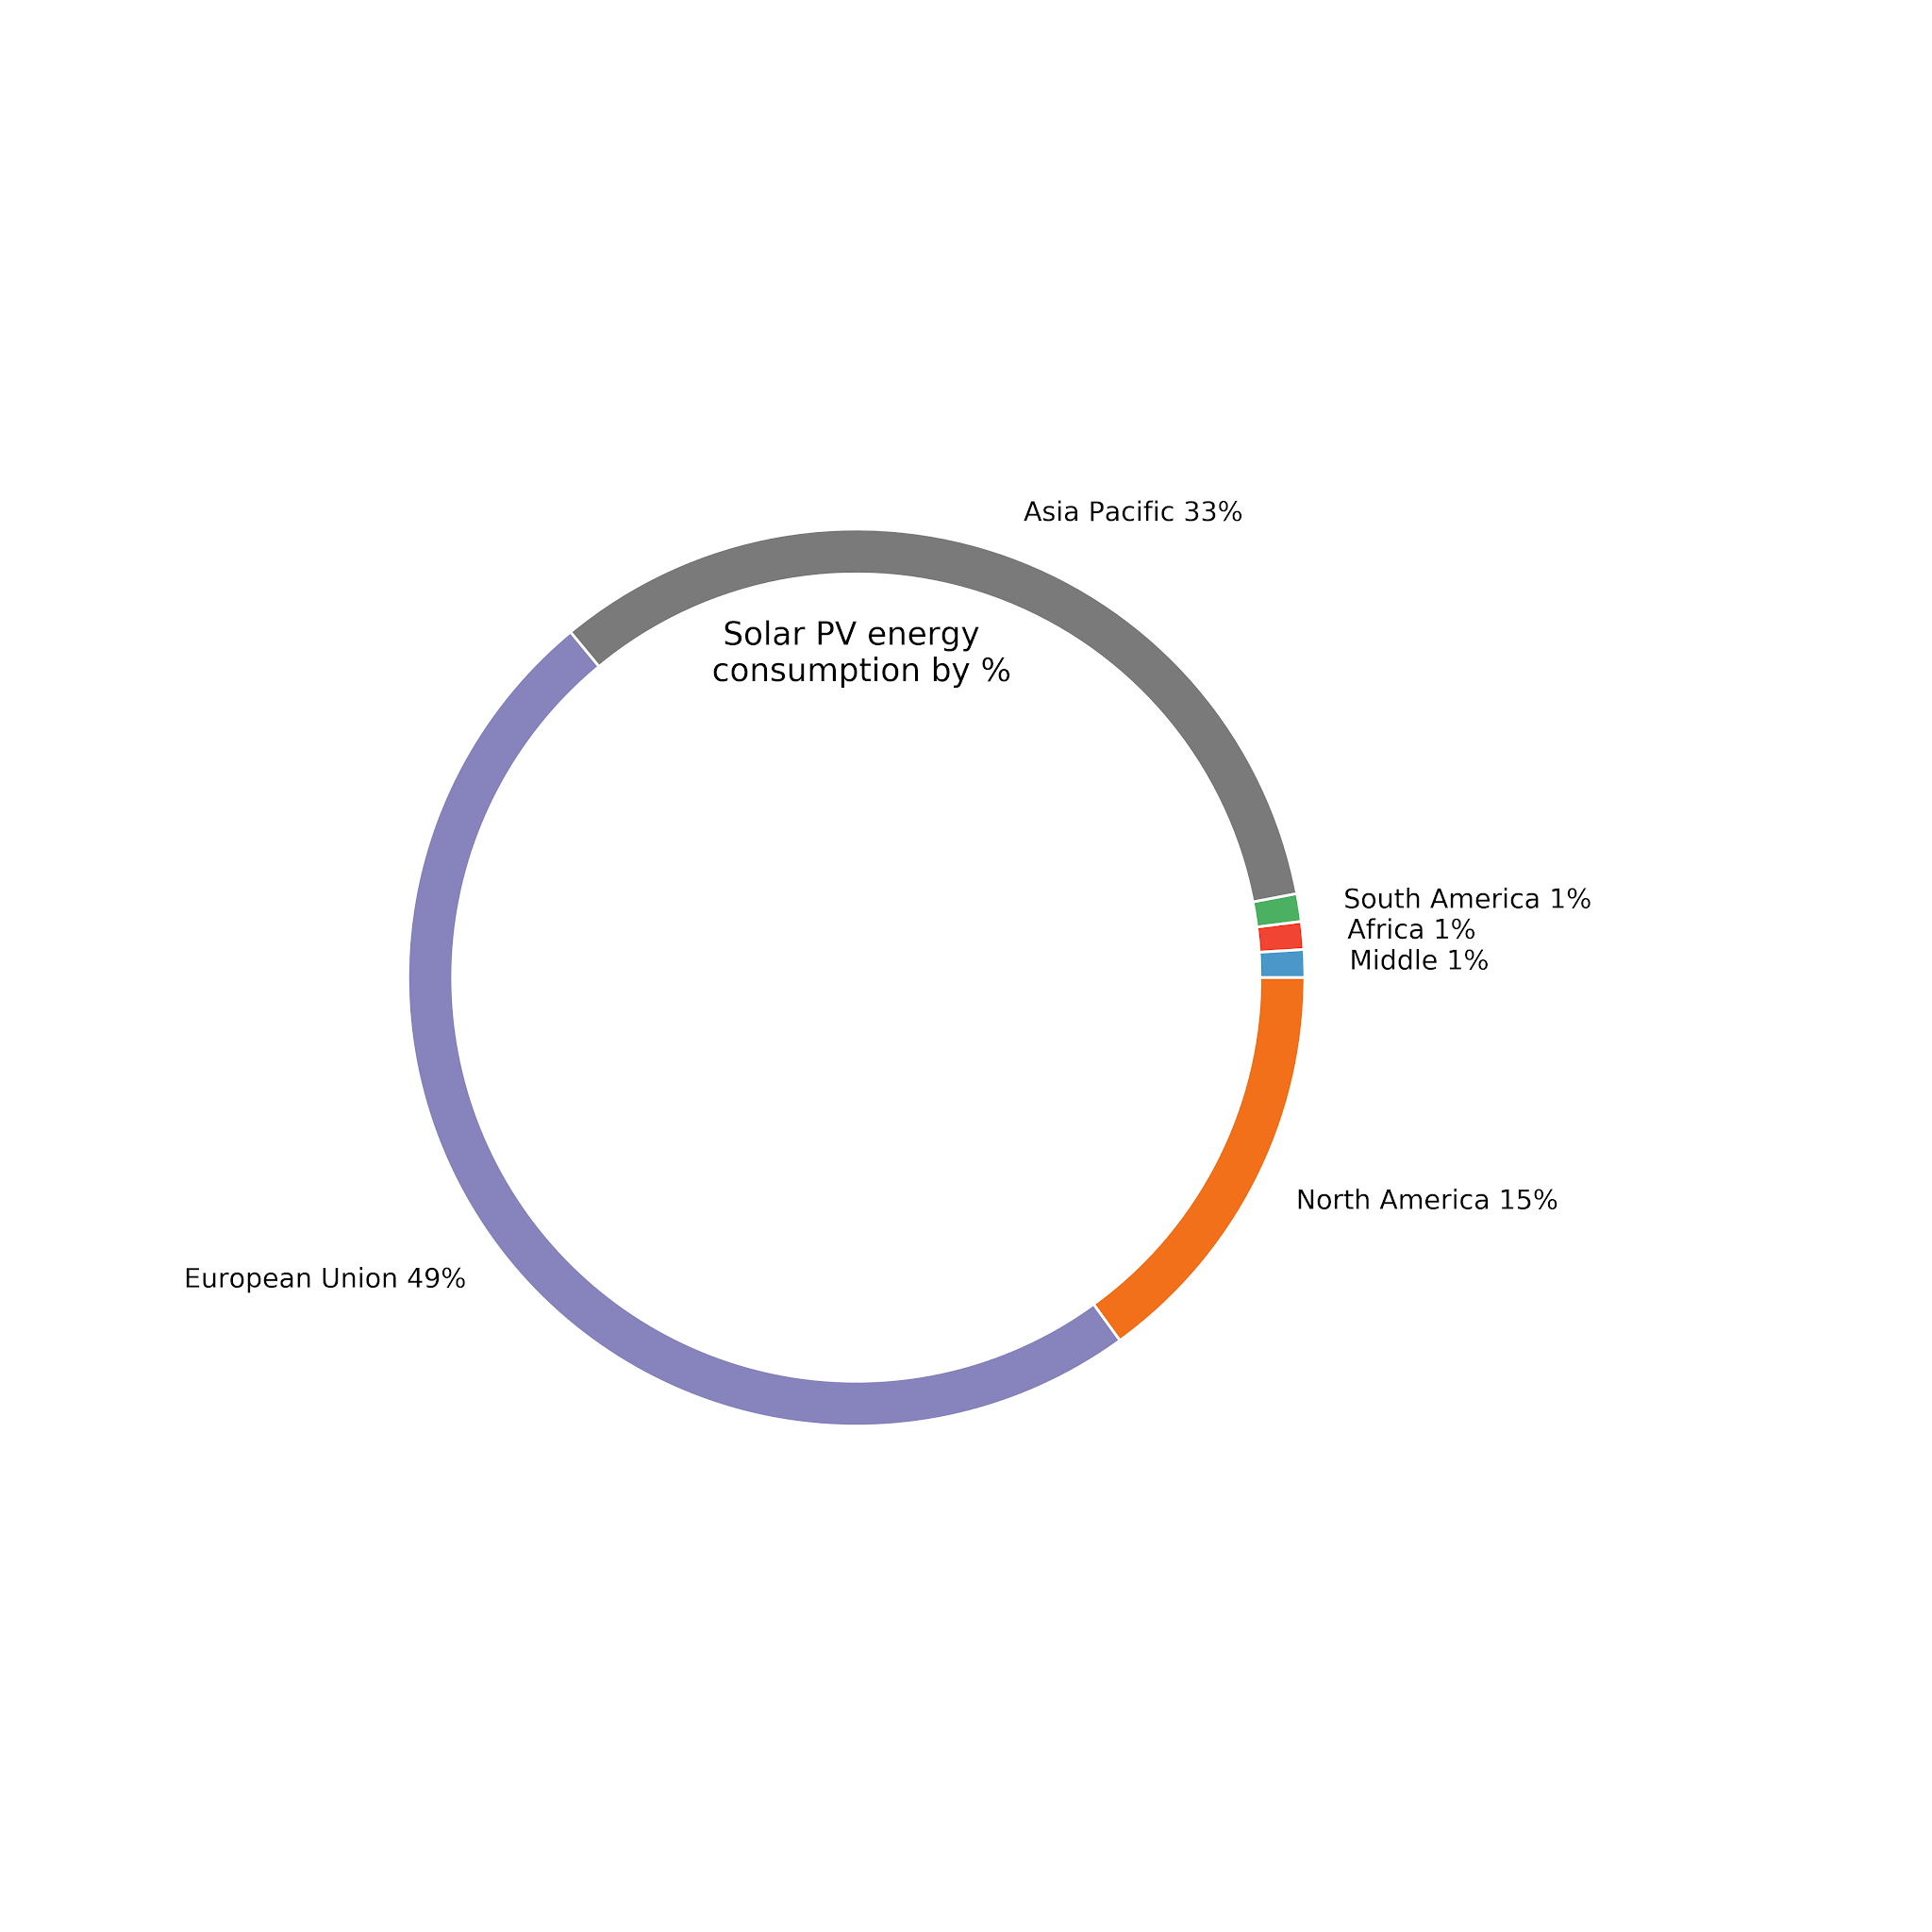 Asia Pacific 33%
Solar PV energy
consumption by %
South America 1%
Africa 1%
Middle 1%
North America 15%
European Union 49%